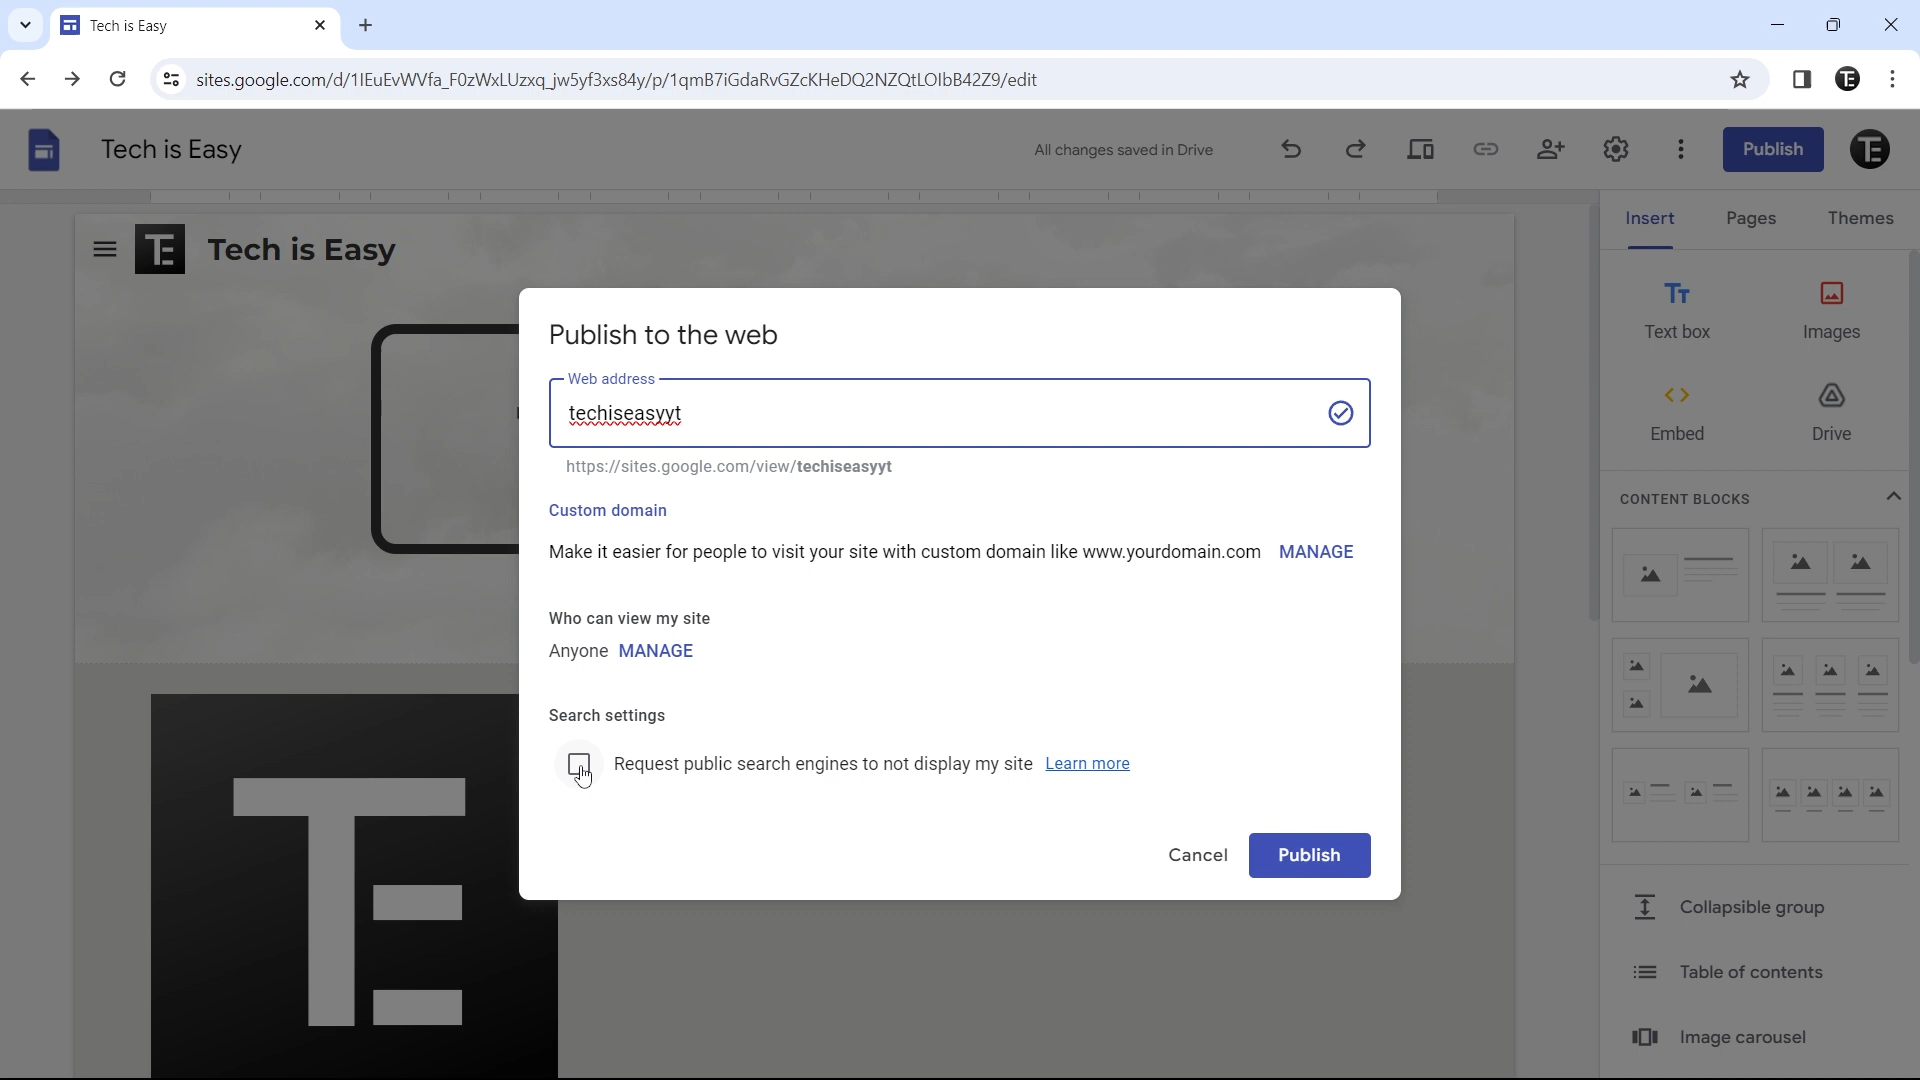 Tech is Easy
sites.google.com/d/1IEuEvWVfa_F0zWxLUzxq_jw5yf3xs84y/p/1qmB7iGdaRvGZcKHeDQ2NZQtLOIbB42Z9/edit
Tech is Easy
All changes saved in Drive
Publish
TE
Insert
Pages
Themes
TE
Tech is Easy
Text box
Images
Embed
Drive
CONTENT BLOCKS
Publish to the web
Web address
techiseasyyt
https://sites.google.com/view/techiseasyyt
Custom domain
Make it easier for people to visit your site with custom domain like www.yourdomain.com MANAGE
Who can view my site
Anyone MANAGE
Search settings
Request public search engines to not display my site Learn more
Cancel
Publish
TE
Collapsible group
Table of contents
Image carousel